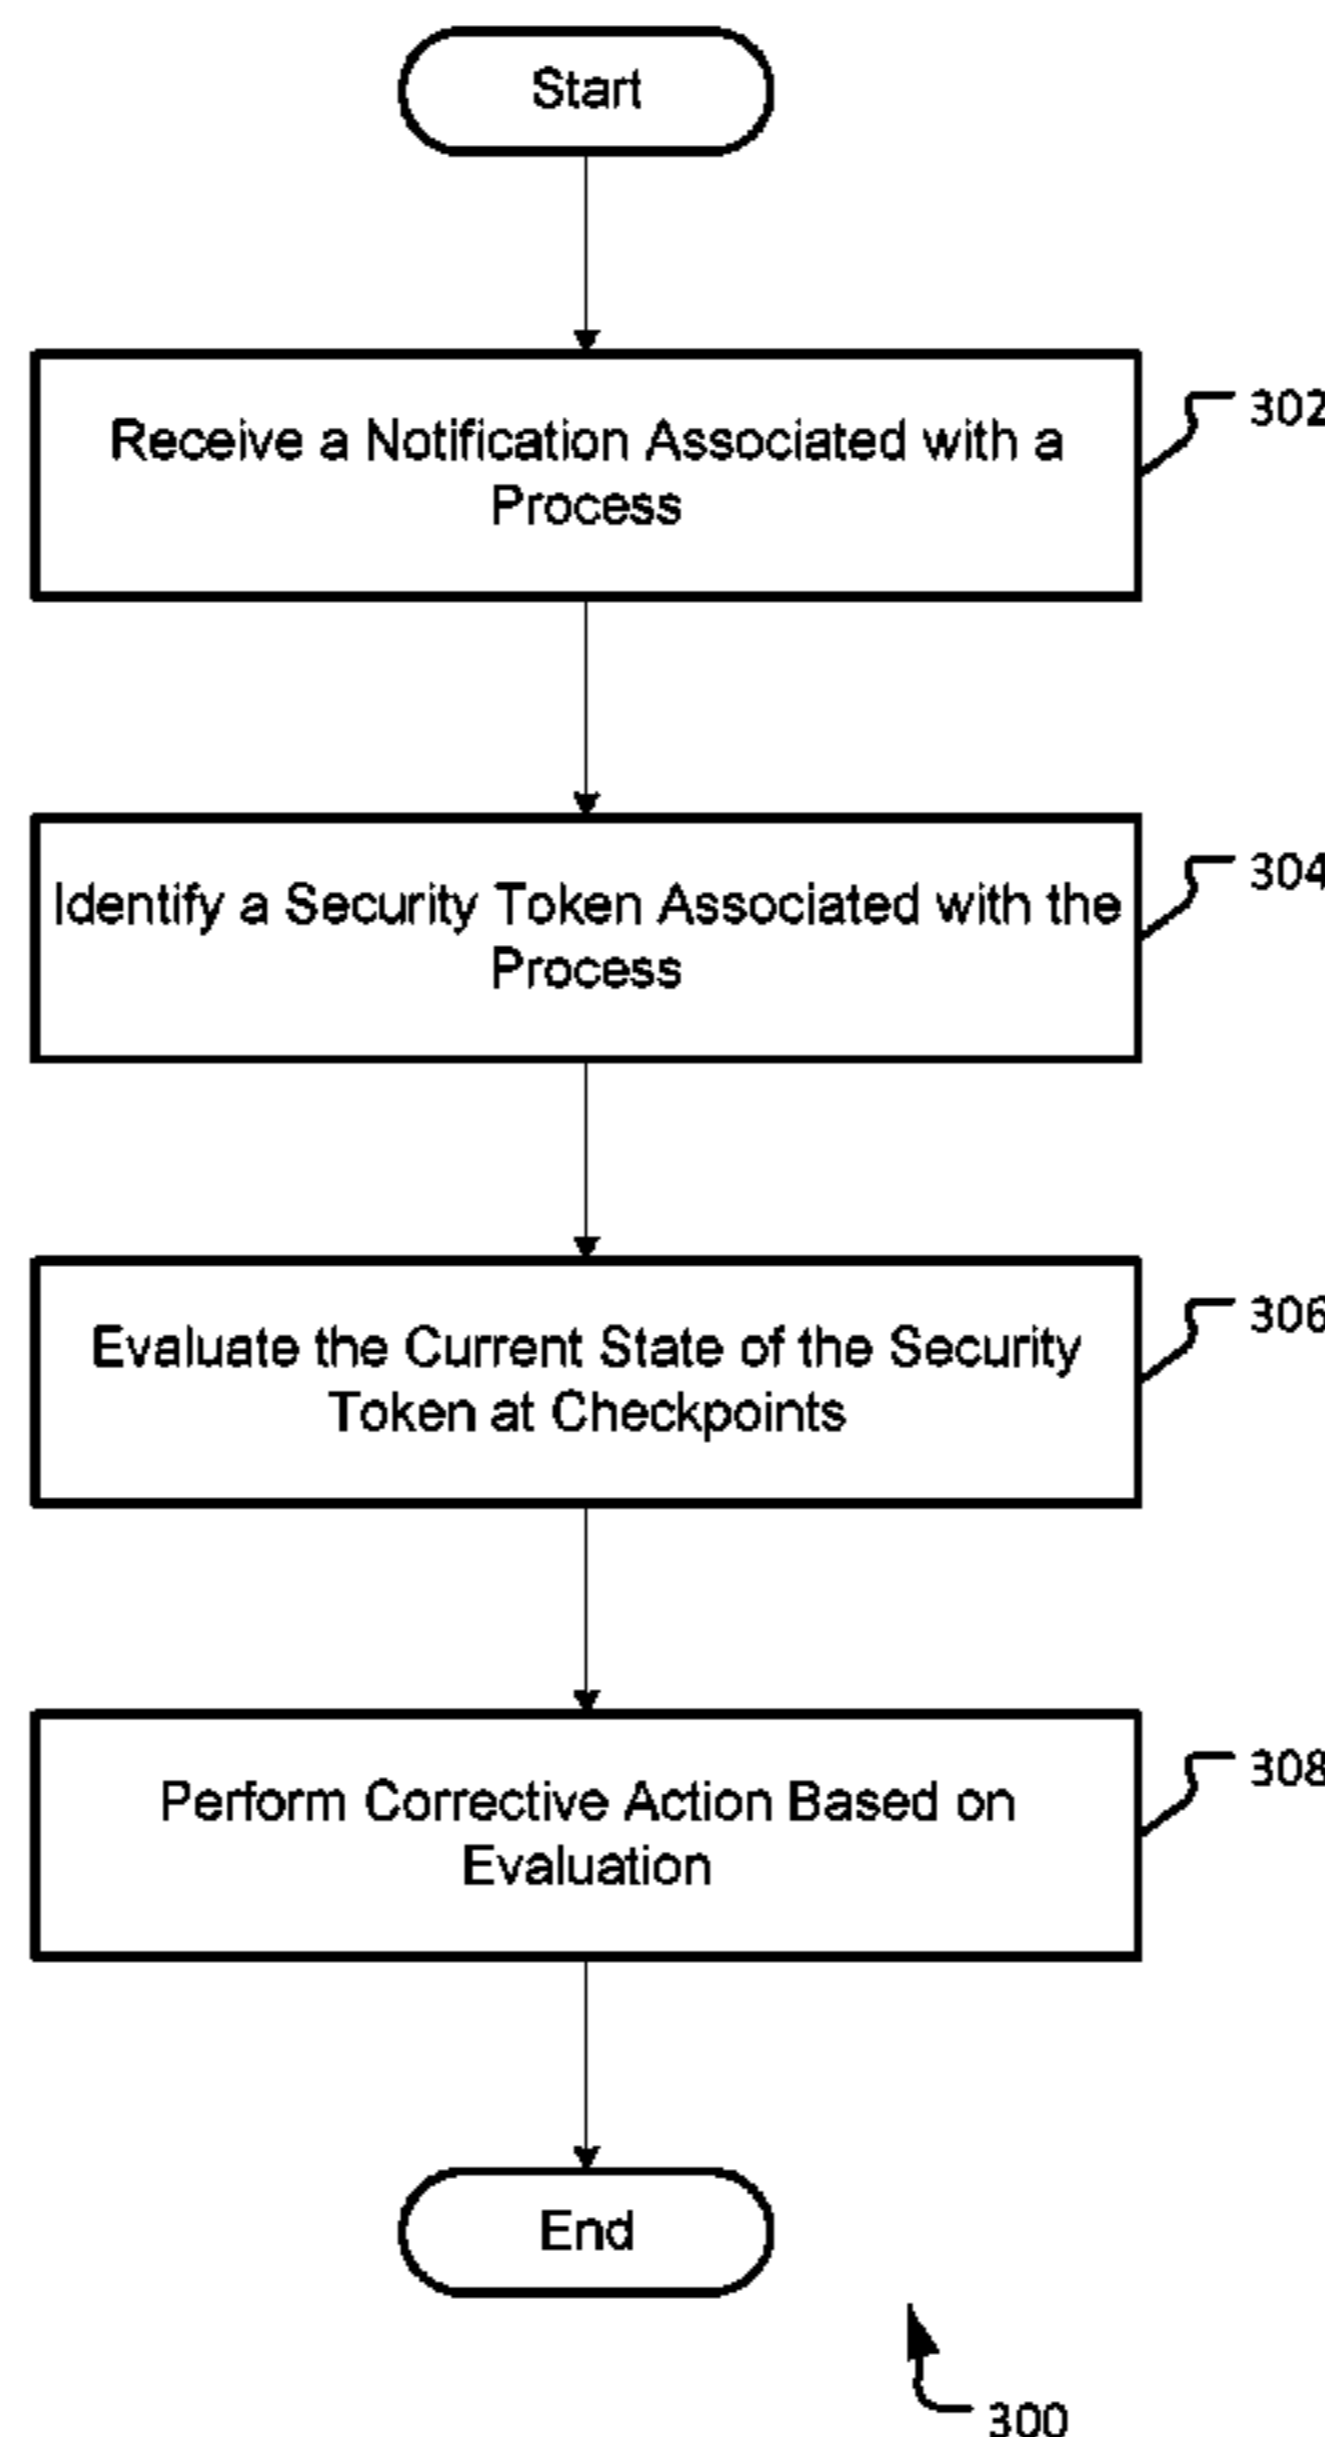 Start
Receive a Notification Associated with a
Process
302
Identify a Security Token Associated with the
Process
304
Evaluate the Current State of the Security
Token at Checkpoints
306
Perform Corrective Action Based on
Evaluation
308
End
300